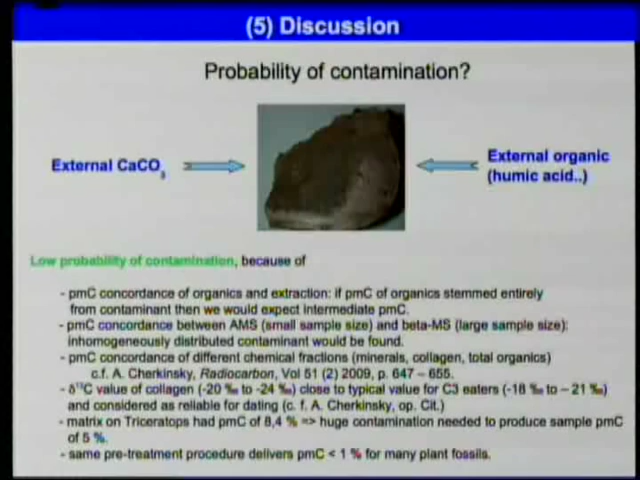 (5) Discussion
Probability of contamination?
External CaCO₃
External organic
(humic acid..)
Low probability of contamination, because of
- pmC concordance of organics and extraction: if pmC of organics stemmed entirely
from contaminant then we would expect intermediate pmC.
- pmC concordance between AMS (small sample size) and beta-MS (large sample size):
inhomogeneously distributed contaminant would be found.
- pmC concordance of different chemical fractions (minerals, collagen, total organics)
c.f. A. Cherkinsky, Radiocarbon, Vol 51 (2) 2009, p. 647 – 655.
- δ¹³C value of collagen (-20 ‰ to -24 ‰) close to typical value for C3 eaters (-18 ‰ to – 21 ‰)
and considered as reliable for dating (c. f. A. Cherkinsky, op. Cit.)
- matrix on Triceratops had pmC of 8,4 % => huge contamination needed to produce sample pmC
of 5 %.
- same pre-treatment procedure delivers pmC < 1 % for many plant fossils.